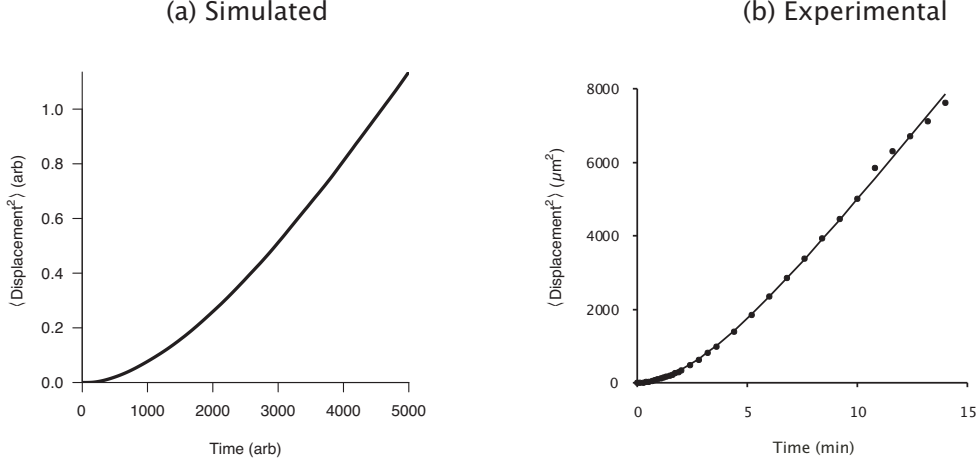 (a) Simulated
(b) Experimental
⟨Displacement²⟩ (arb)
1.0
0.8
0.6
0.4
0.2
0.0
0 1000 2000 3000 4000 5000
Time (arb)
⟨Displacement²⟩ (μm²)
8000
6000
4000
2000
0
0 5 10 15
Time (min)